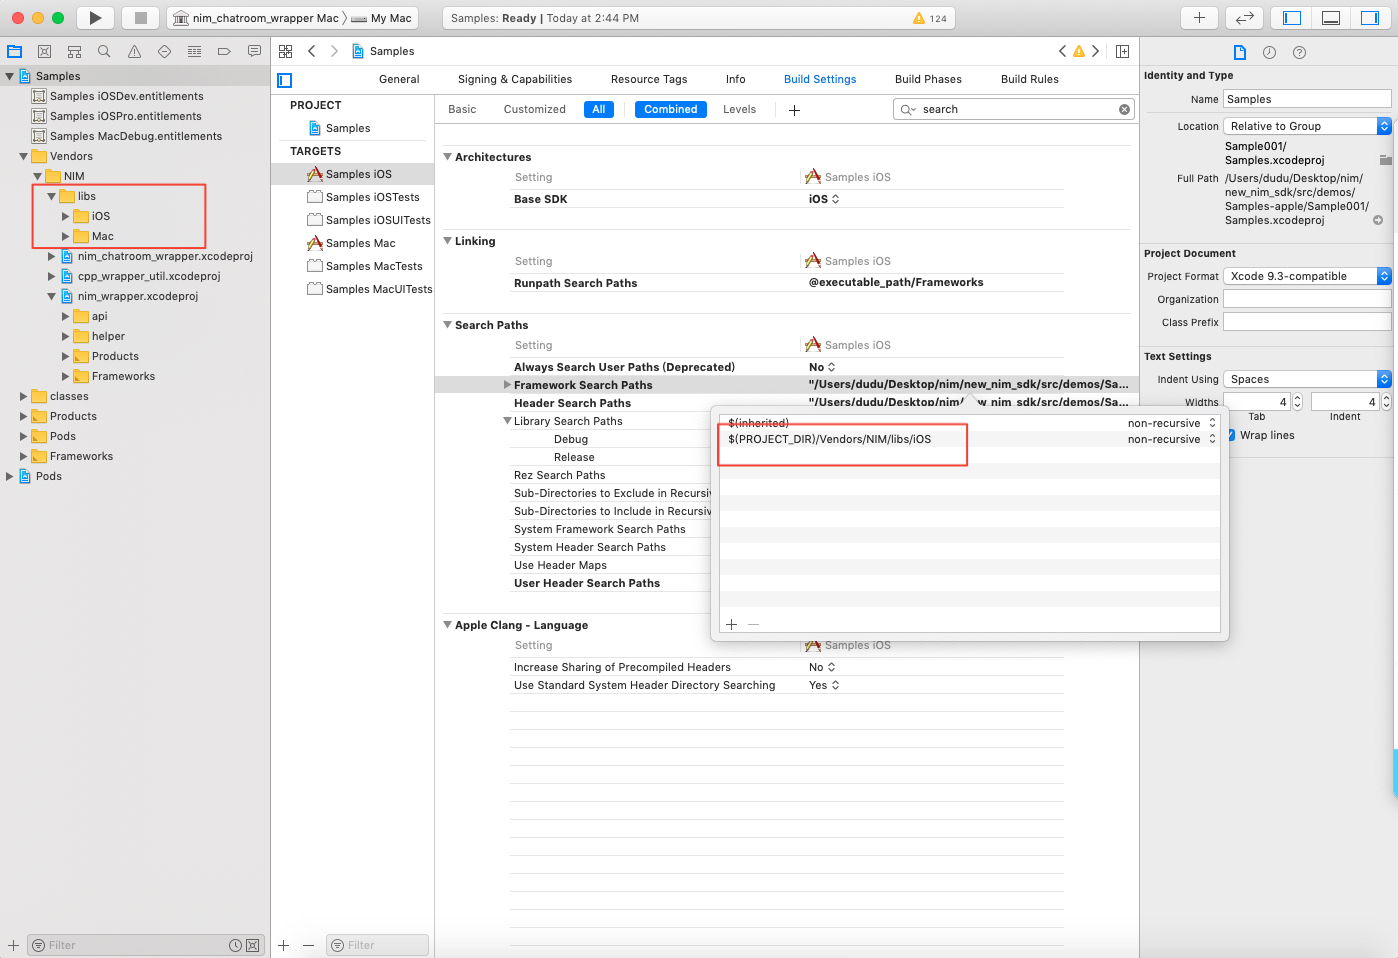 nim_chatroom_wrapper Mac 〉 My Mac
Samples: Ready | Today at 2:44 PM
124
Samples
Samples iOSDev.entitlements
Samples iOSPro.entitlements
Samples MacDebug.entitlements
Vendors
NIM
libs
iOS
Mac
nim_chatroom_wrapper.xcodeproj
cpp_wrapper_util.xcodeproj
nim_wrapper.xcodeproj
api
helper
Products
Frameworks
classes
Products
Pods
Frameworks
Pods
Filter
Samples
General Signing & Capabilities Resource Tags Info Build Settings Build Phases Build Rules
PROJECT
Samples
TARGETS
Samples iOS
Samples iOSTests
Samples iOSUITests
Samples Mac
Samples MacTests
Samples MacUITests
Filter
Basic Customized All Combined Levels search
Architectures
Setting Samples iOS
Base SDK iOS
Linking
Setting Samples iOS
Runpath Search Paths @executable_path/Frameworks
Search Paths
Setting Samples iOS
Always Search User Paths (Deprecated) No
Framework Search Paths "/Users/dudu/Desktop/nim/new_nim_sdk/src/demos/Sa...
Header Search Paths "/Users/dudu/Desktop/nim/new_nim_sdk/src/demos/Sa...
Library Search Paths
Debug
Release
Rez Search Paths
Sub-Directories to Exclude in Recursiv
Sub-Directories to Include in Recursiv
System Framework Search Paths
System Header Search Paths
Use Header Maps
User Header Search Paths
$(inherited) non-recursive
$(PROJECT_DIR)/Vendors/NIM/libs/iOS non-recursive
Apple Clang - Language
Setting Samples iOS
Increase Sharing of Precompiled Headers No
Use Standard System Header Directory Searching Yes
Identity and Type
Name Samples
Location Relative to Group
Sample001/
Samples.xcodeproj
Full Path /Users/dudu/Desktop/nim/
new_nim_sdk/src/demos/
Samples-apple/Sample001/
Samples.xcodeproj
Project Document
Project Format Xcode 9.3-compatible
Organization
Class Prefix
Text Settings
Indent Using Spaces
Widths 4 4
Tab Indent
Wrap lines